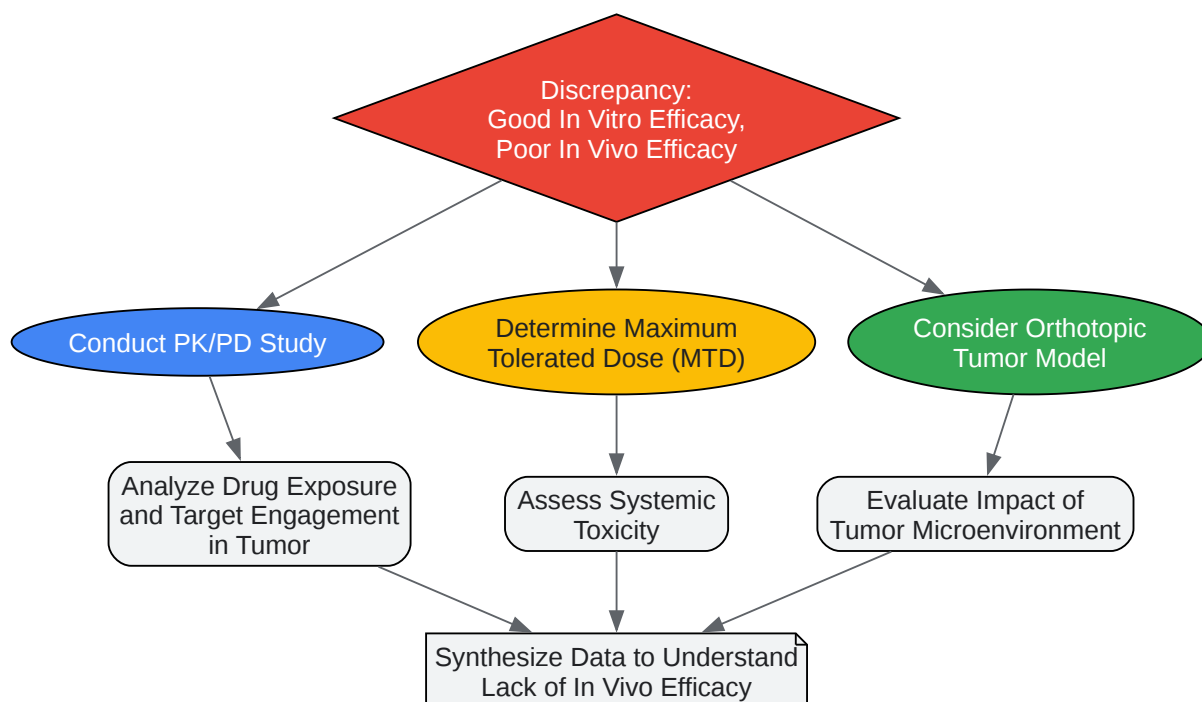 Discrepancy:
Good In Vitro Efficacy,
Poor In Vivo Efficacy
Conduct PK/PD Study
Determine Maximum
Tolerated Dose (MTD)
Consider Orthotopic
Tumor Model
Analyze Drug Exposure
and Target Engagement
in Tumor
Assess Systemic
Toxicity
Evaluate Impact of
Tumor Microenvironment
Synthesize Data to Understand
Lack of In Vivo Efficacy